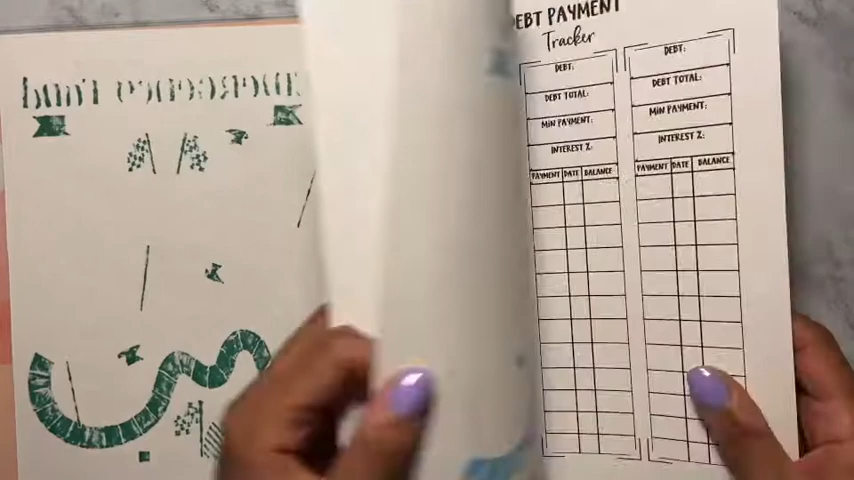 DEBT PAYMENT
Tracker
DEBT: DEBT:
DEBT TOTAL: DEBT TOTAL:
MIN PAYMENT: MIN PAYMENT:
INTEREST %: INTEREST %:
PAYMENT DATE BALANCE PAYMENT DATE BALANCE